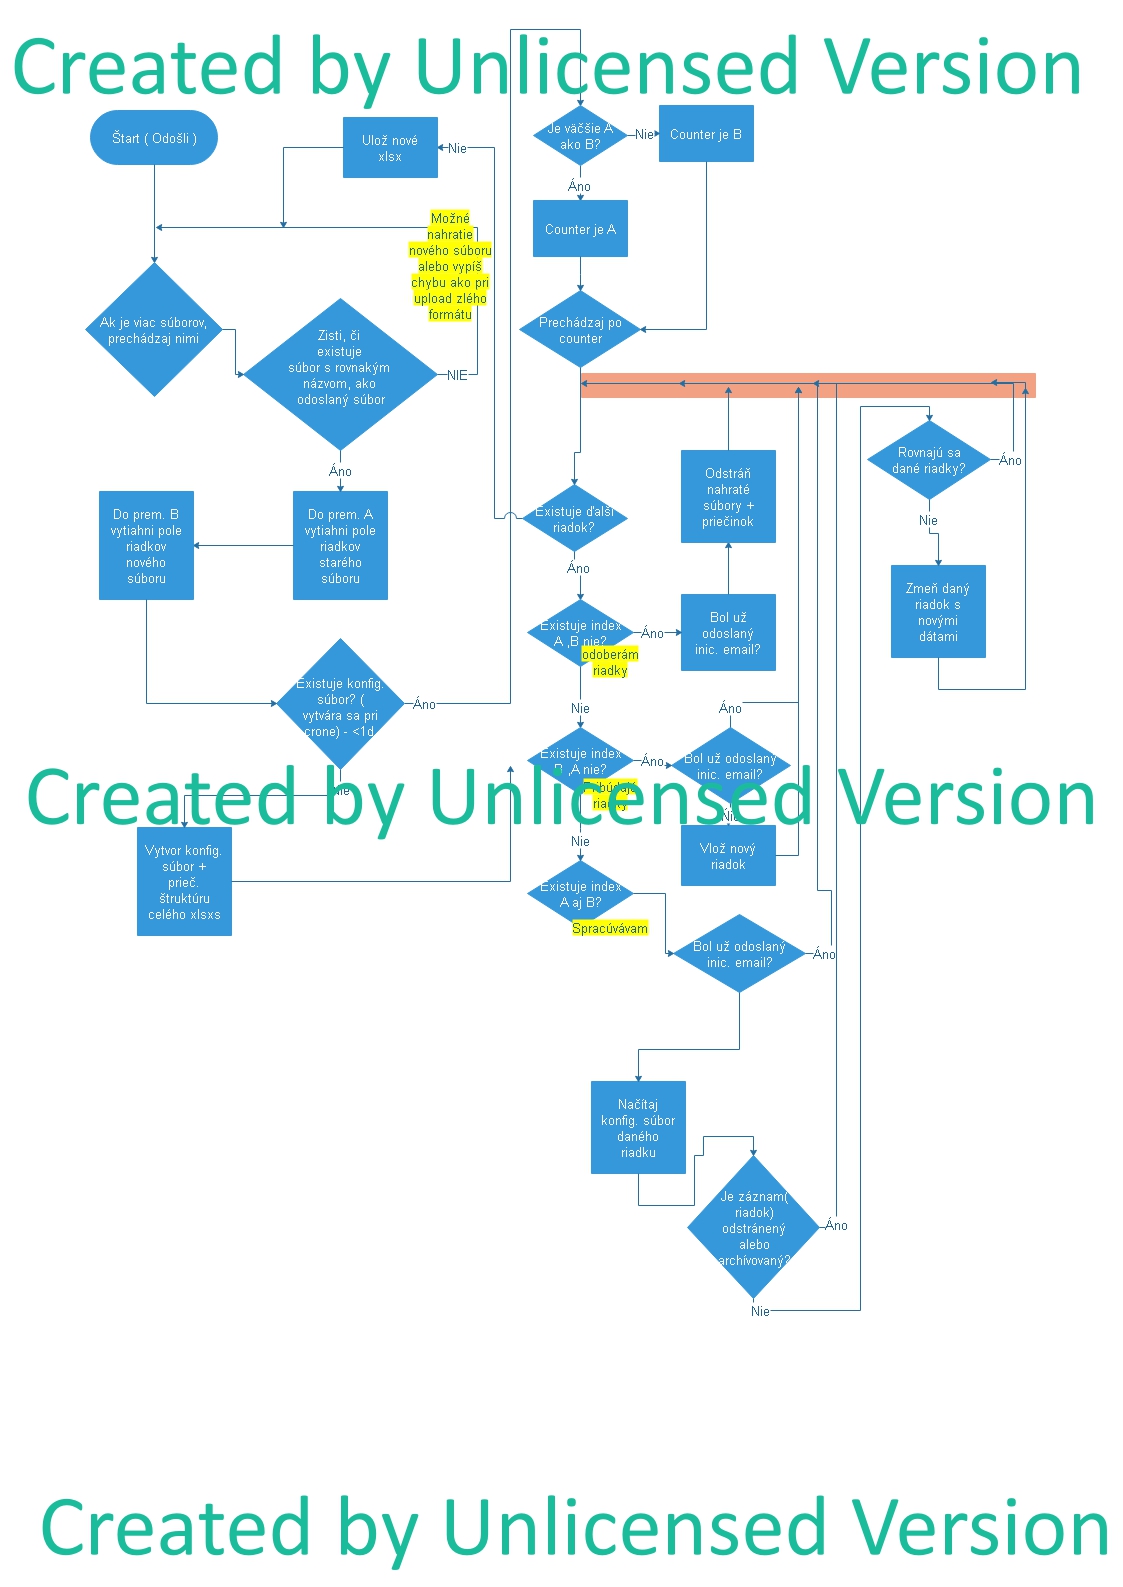 Created by Unlicensed Version
Štart ( Odošli )
Ulož nové
xlsx
Nie
Je väčšie A
ako B?
Nie
Counter je B
Áno
Counter je A
Možné
nahratie
nového súboru
alebo vypíš
chybu ako pri
upload zlého
formátu
Ak je viac súborov,
prechádzaj nimi
Zisti, či
existuje
súbor s rovnakým
názvom, ako
odoslaný súbor
NIE
Prechádzaj po
counter
Áno
Do prem. B
vytiahni pole
riadkov
nového
súboru
Do prem. A
vytiahni pole
riadkov
starého
súboru
Existuje ďalší
riadok?
Áno
Odstráň
nahraté
súbory +
priečinok
Rovnajú sa
dané riadky?
Áno
Nie
Zmeň daný
riadok s
novými
dátami
Existuje index
A ,B nie?
odoberám
riadky
Áno
Bol už
odoslaný
inic. email?
Existuje konfig.
súbor? (
vytvára sa pri
crone) - <1d
Áno
Nie
Nie
Existuje index
B ,A nie?
Pribúdajú
riadky
Áno
Áno
Bol už odoslaný
inic. email?
Nie
Vlož nový
riadok
Created by Unlicensed Version
Vytvor konfig.
súbor +
prieč.
štruktúru
celého xlsxs
Nie
Existuje index
A aj B?
Spracúvávam
Bol už odoslaný
inic. email?
Áno
Načítaj
konfig. súbor
daného
riadku
Je záznam(
riadok)
odstránený
alebo
archívovaný?
Áno
Nie
Created by Unlicensed Version